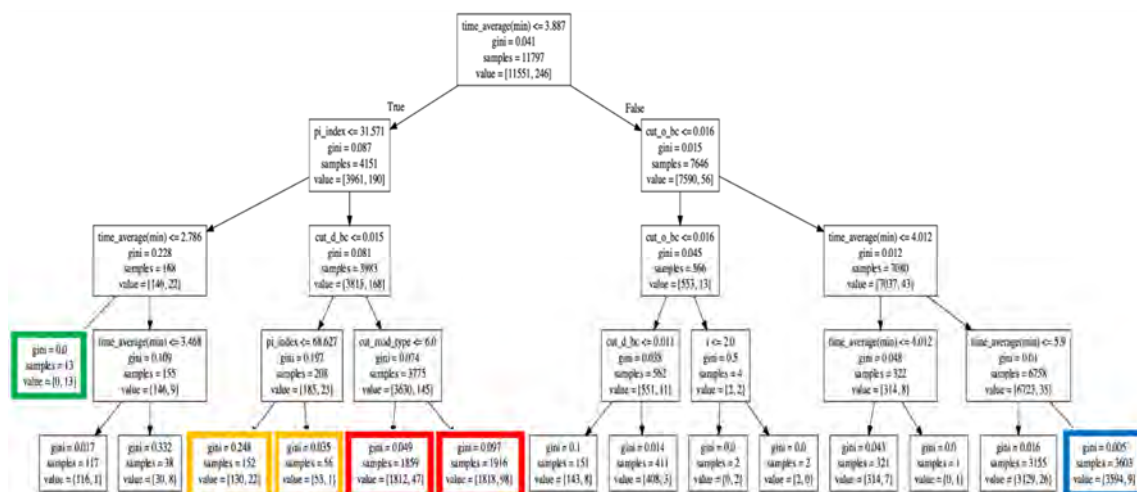 time_average(min) <= 3.887
gini = 0.041
samples = 11797
value = [11551, 246]
True
False
pi_index <= 31.571
gini = 0.087
samples = 4151
value = [3961, 190]
cut_o_bc <= 0.016
gini = 0.015
samples = 7646
value = [7590, 56]
time_average(min) <= 2.786
gini = 0.228
samples = 168
value = [146, 22]
cut_d_bc <= 0.015
gini = 0.081
samples = 3983
value = [3815, 168]
cut_o_bc <= 0.016
gini = 0.045
samples = 566
value = [553, 13]
time_average(min) <= 4.012
gini = 0.012
samples = 7080
value = [7037, 43]
gini = 0.0
samples = 13
value = [0, 13]
time_average(min) <= 3.468
gini = 0.109
samples = 155
value = [146, 9]
pi_index <= 68.627
gini = 0.197
samples = 208
value = [185, 23]
cut_road_type <= 6.0
gini = 0.074
samples = 3775
value = [3630, 145]
cut_d_bc <= 0.011
gini = 0.038
samples = 562
value = [551, 11]
i <= 2.0
gini = 0.5
samples = 4
value = [2, 2]
time_average(min) <= 4.012
gini = 0.048
samples = 322
value = [314, 8]
time_average(min) <= 5.9
gini = 0.01
samples = 6758
value = [6723, 35]
gini = 0.017
samples = 117
value = [116, 1]
gini = 0.332
samples = 38
value = [30, 8]
gini = 0.248
samples = 152
value = [130, 22]
gini = 0.035
samples = 56
value = [55, 1]
gini = 0.049
samples = 1859
value = [1812, 47]
gini = 0.097
samples = 1916
value = [1818, 98]
gini = 0.1
samples = 151
value = [143, 8]
gini = 0.014
samples = 411
value = [408, 3]
gini = 0.0
samples = 2
value = [0, 2]
gini = 0.0
samples = 2
value = [2, 0]
gini = 0.043
samples = 321
value = [314, 7]
gini = 0.0
samples = 1
value = [0, 1]
gini = 0.016
samples = 3155
value = [3129, 26]
gini = 0.005
samples = 3603
value = [3594, 9]